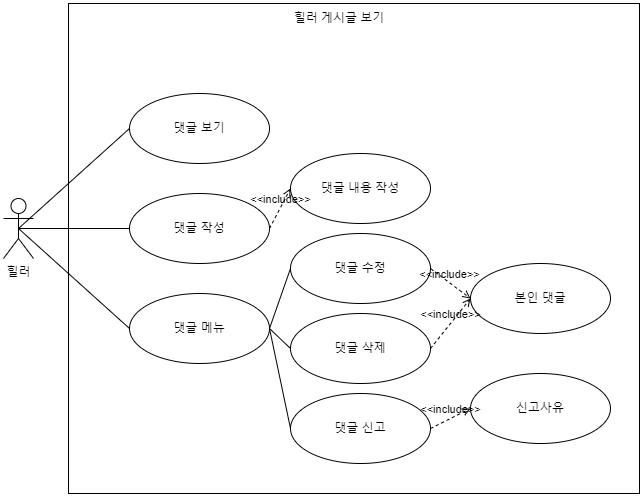 힐러 게시글 보기
댓글 보기
댓글 내용 작성
<<include>>
댓글 작성
힐러
댓글 수정
<<include>>
본인 댓글
<<include>>
댓글 메뉴
댓글 삭제
<<include>>
신고사유
댓글 신고